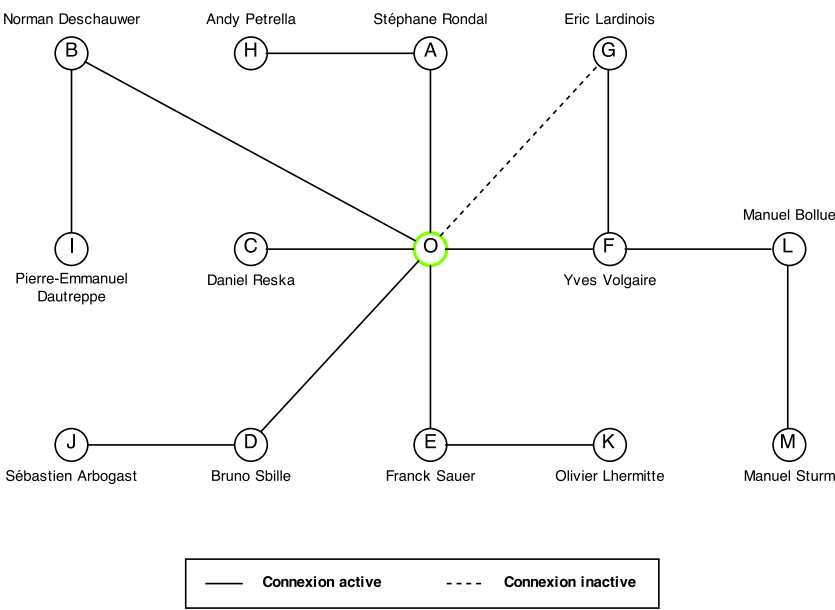 Norman Deschauwer
Andy Petrella
Stéphane Rondal
Eric Lardinois
B
H
A
G
Manuel Bollue
I
C
O
F
L
Pierre-Emmanuel
Dautreppe
Daniel Reska
Yves Volgaire
J
D
E
K
M
Sébastien Arbogast
Bruno Sbille
Franck Sauer
Olivier Lhermitte
Manuel Sturm
Connexion active
Connexion inactive